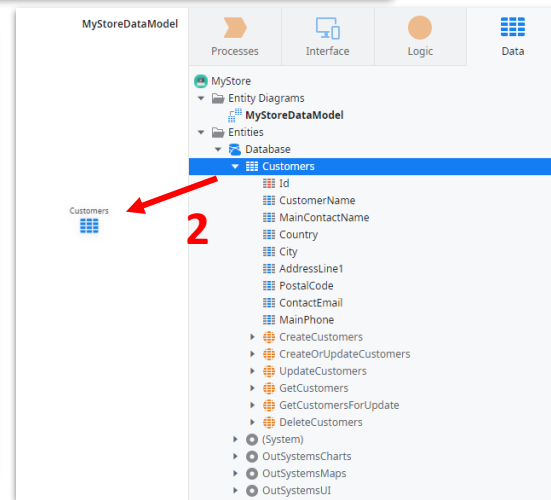 MyStoreDataModel
Processes
Interface
Logic
Data
MyStore
Entity Diagrams
MyStoreDataModel
Entities
Database
Customers
Id
CustomerName
MainContactName
Country
City
AddressLine1
PostalCode
ContactEmail
MainPhone
CreateCustomers
CreateOrUpdateCustomers
UpdateCustomers
GetCustomers
GetCustomersForUpdate
DeleteCustomers
(System)
OutSystemsCharts
OutSystemsMaps
OutSystemsUI
Customers
2